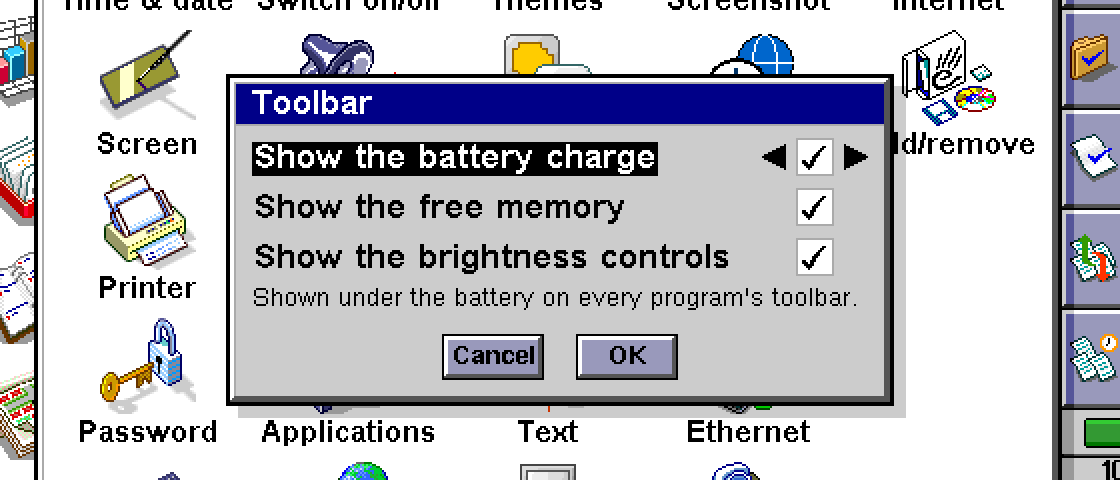 Time & date Switch on/off Themes Screenshot Internet
Toolbar
Screen
Show the battery charge
d/remove
Show the free memory
Show the brightness controls
Printer
Shown under the battery on every program's toolbar.
Cancel OK
Password Applications Text Ethernet
10